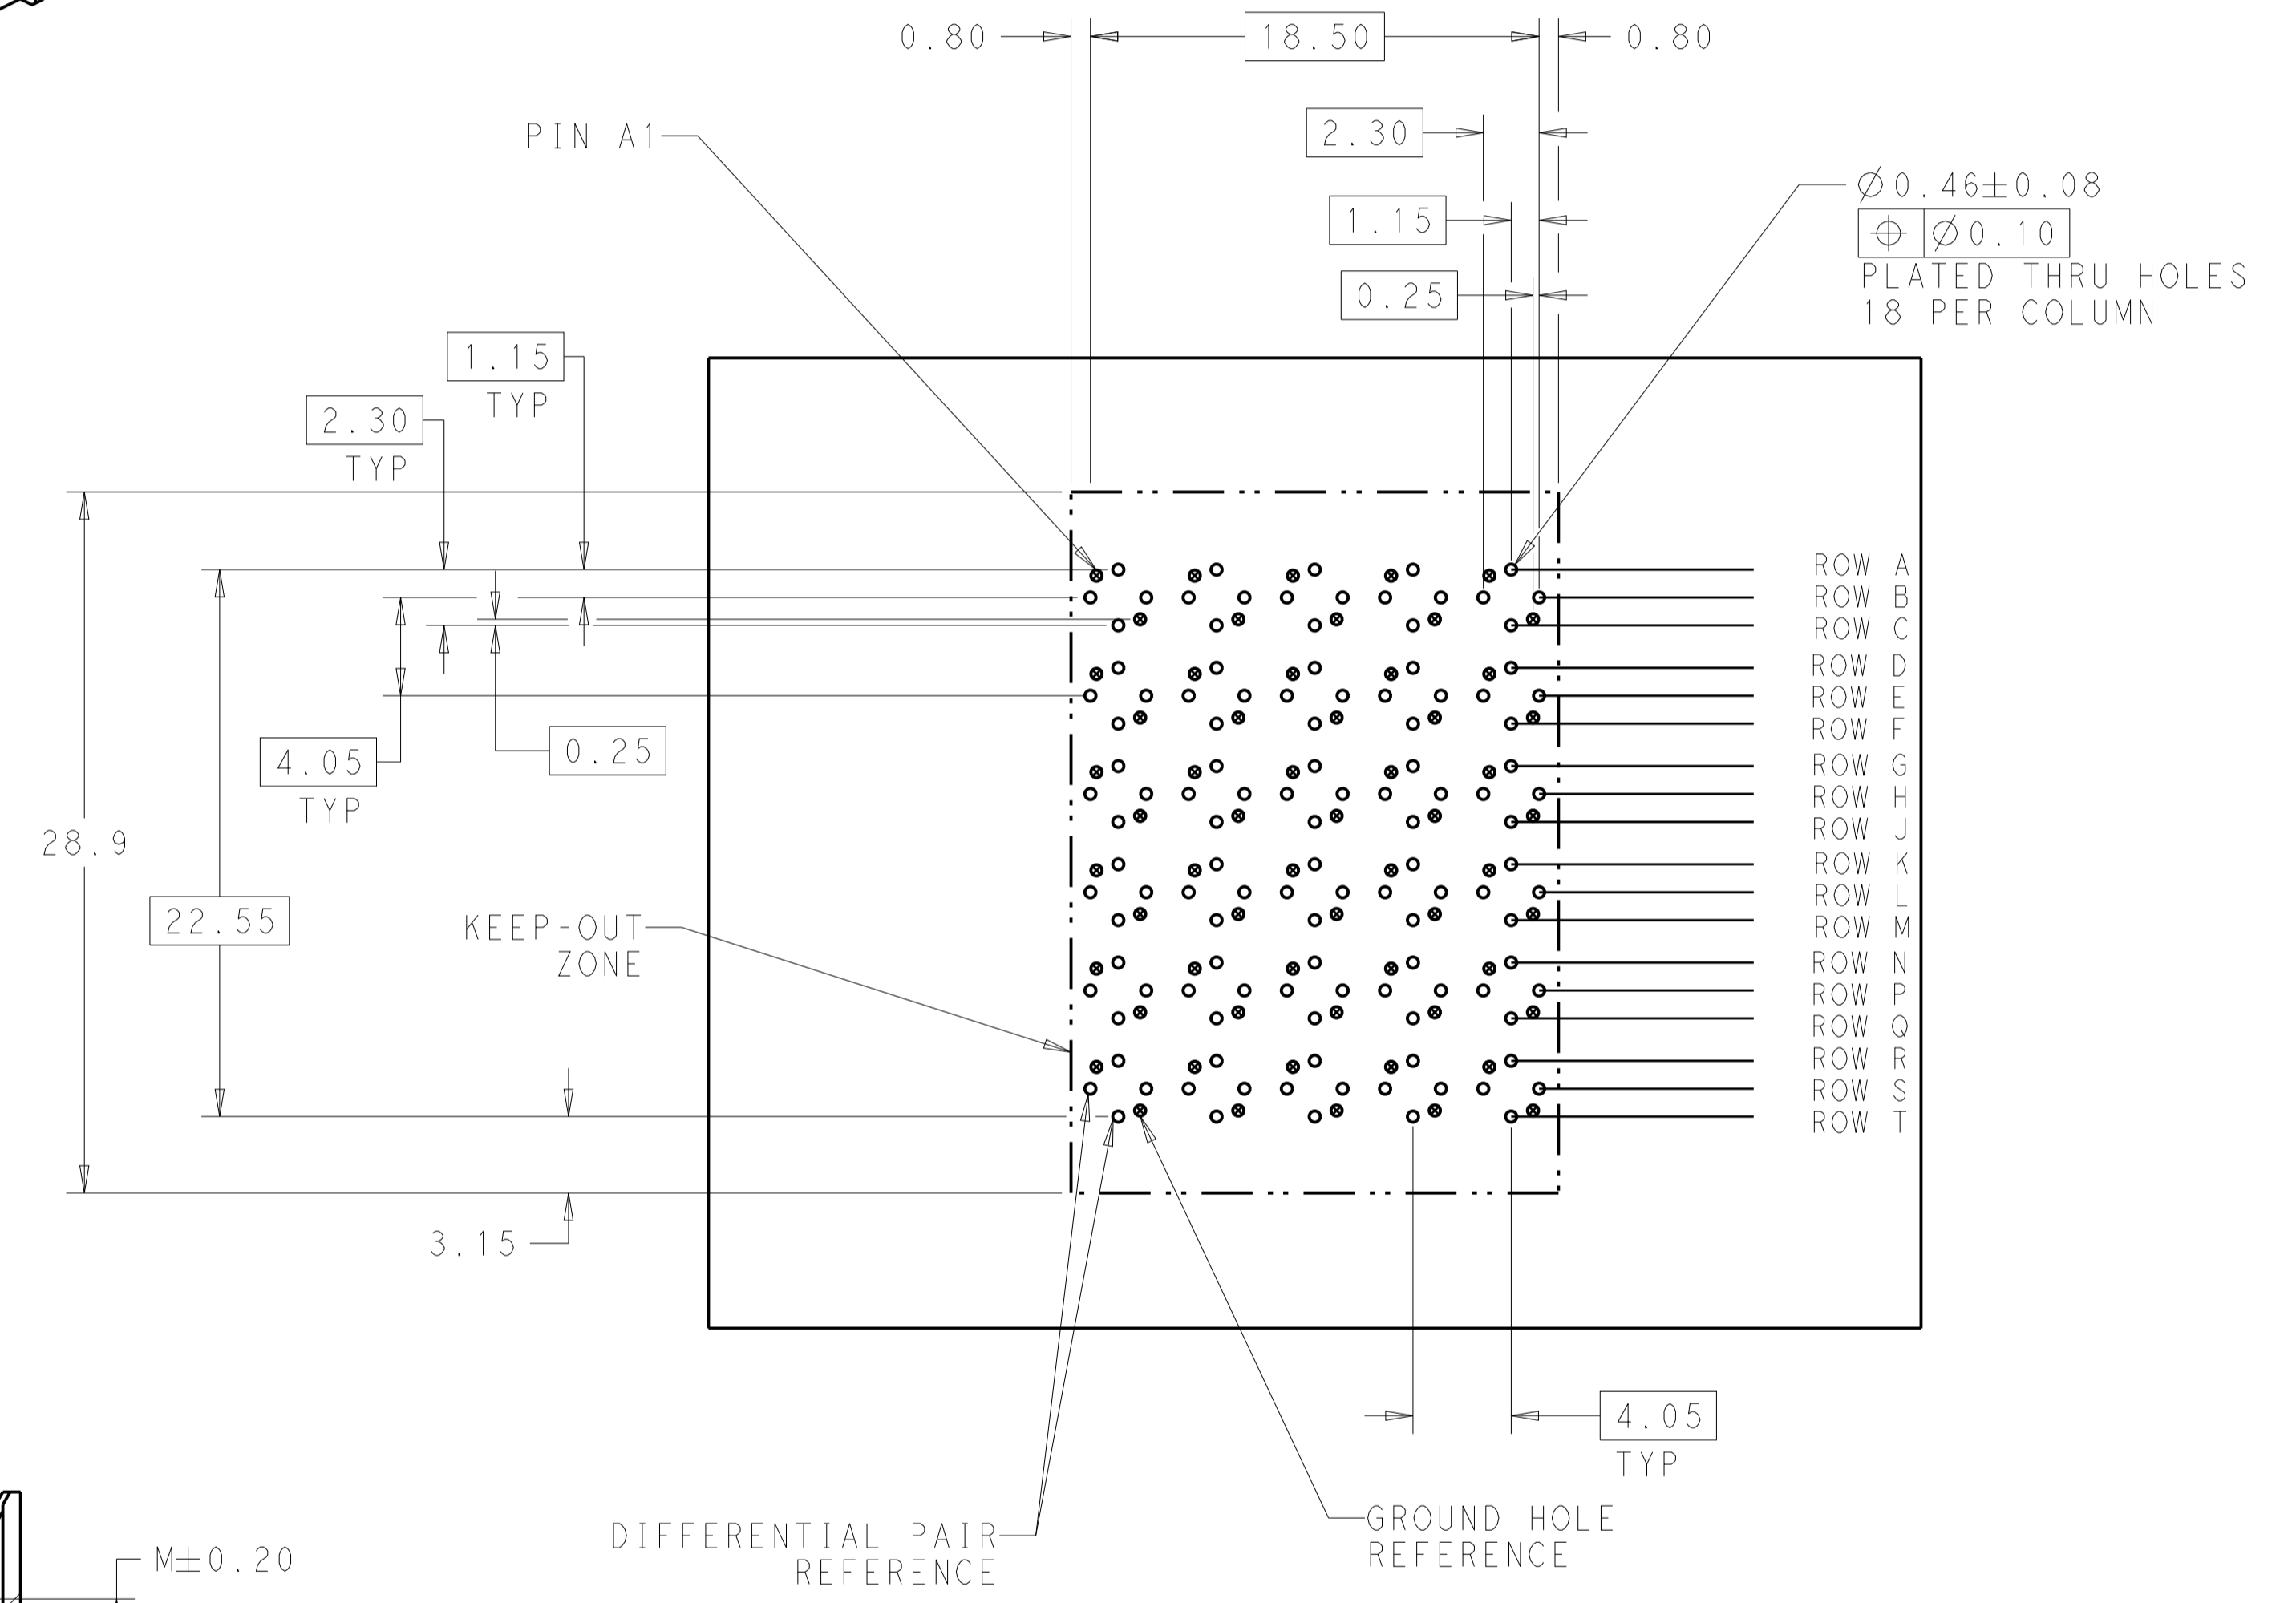 0.80
18.50
0.80
2.30
PIN A1
1.15
Ø0.46±0.08
⌖ Ø0.10
PLATED THRU HOLES
18 PER COLUMN
0.25
1.15
TYP
2.30
TYP
ROW A
ROW B
ROW C
ROW D
ROW E
ROW F
ROW G
ROW H
ROW J
ROW K
ROW L
ROW M
ROW N
ROW P
ROW Q
ROW R
ROW S
ROW T
0.25
4.05
TYP
28.9
22.55
KEEP-OUT
ZONE
3.15
4.05
TYP
DIFFERENTIAL PAIR
REFERENCE
GROUND HOLE
REFERENCE
M±0.20